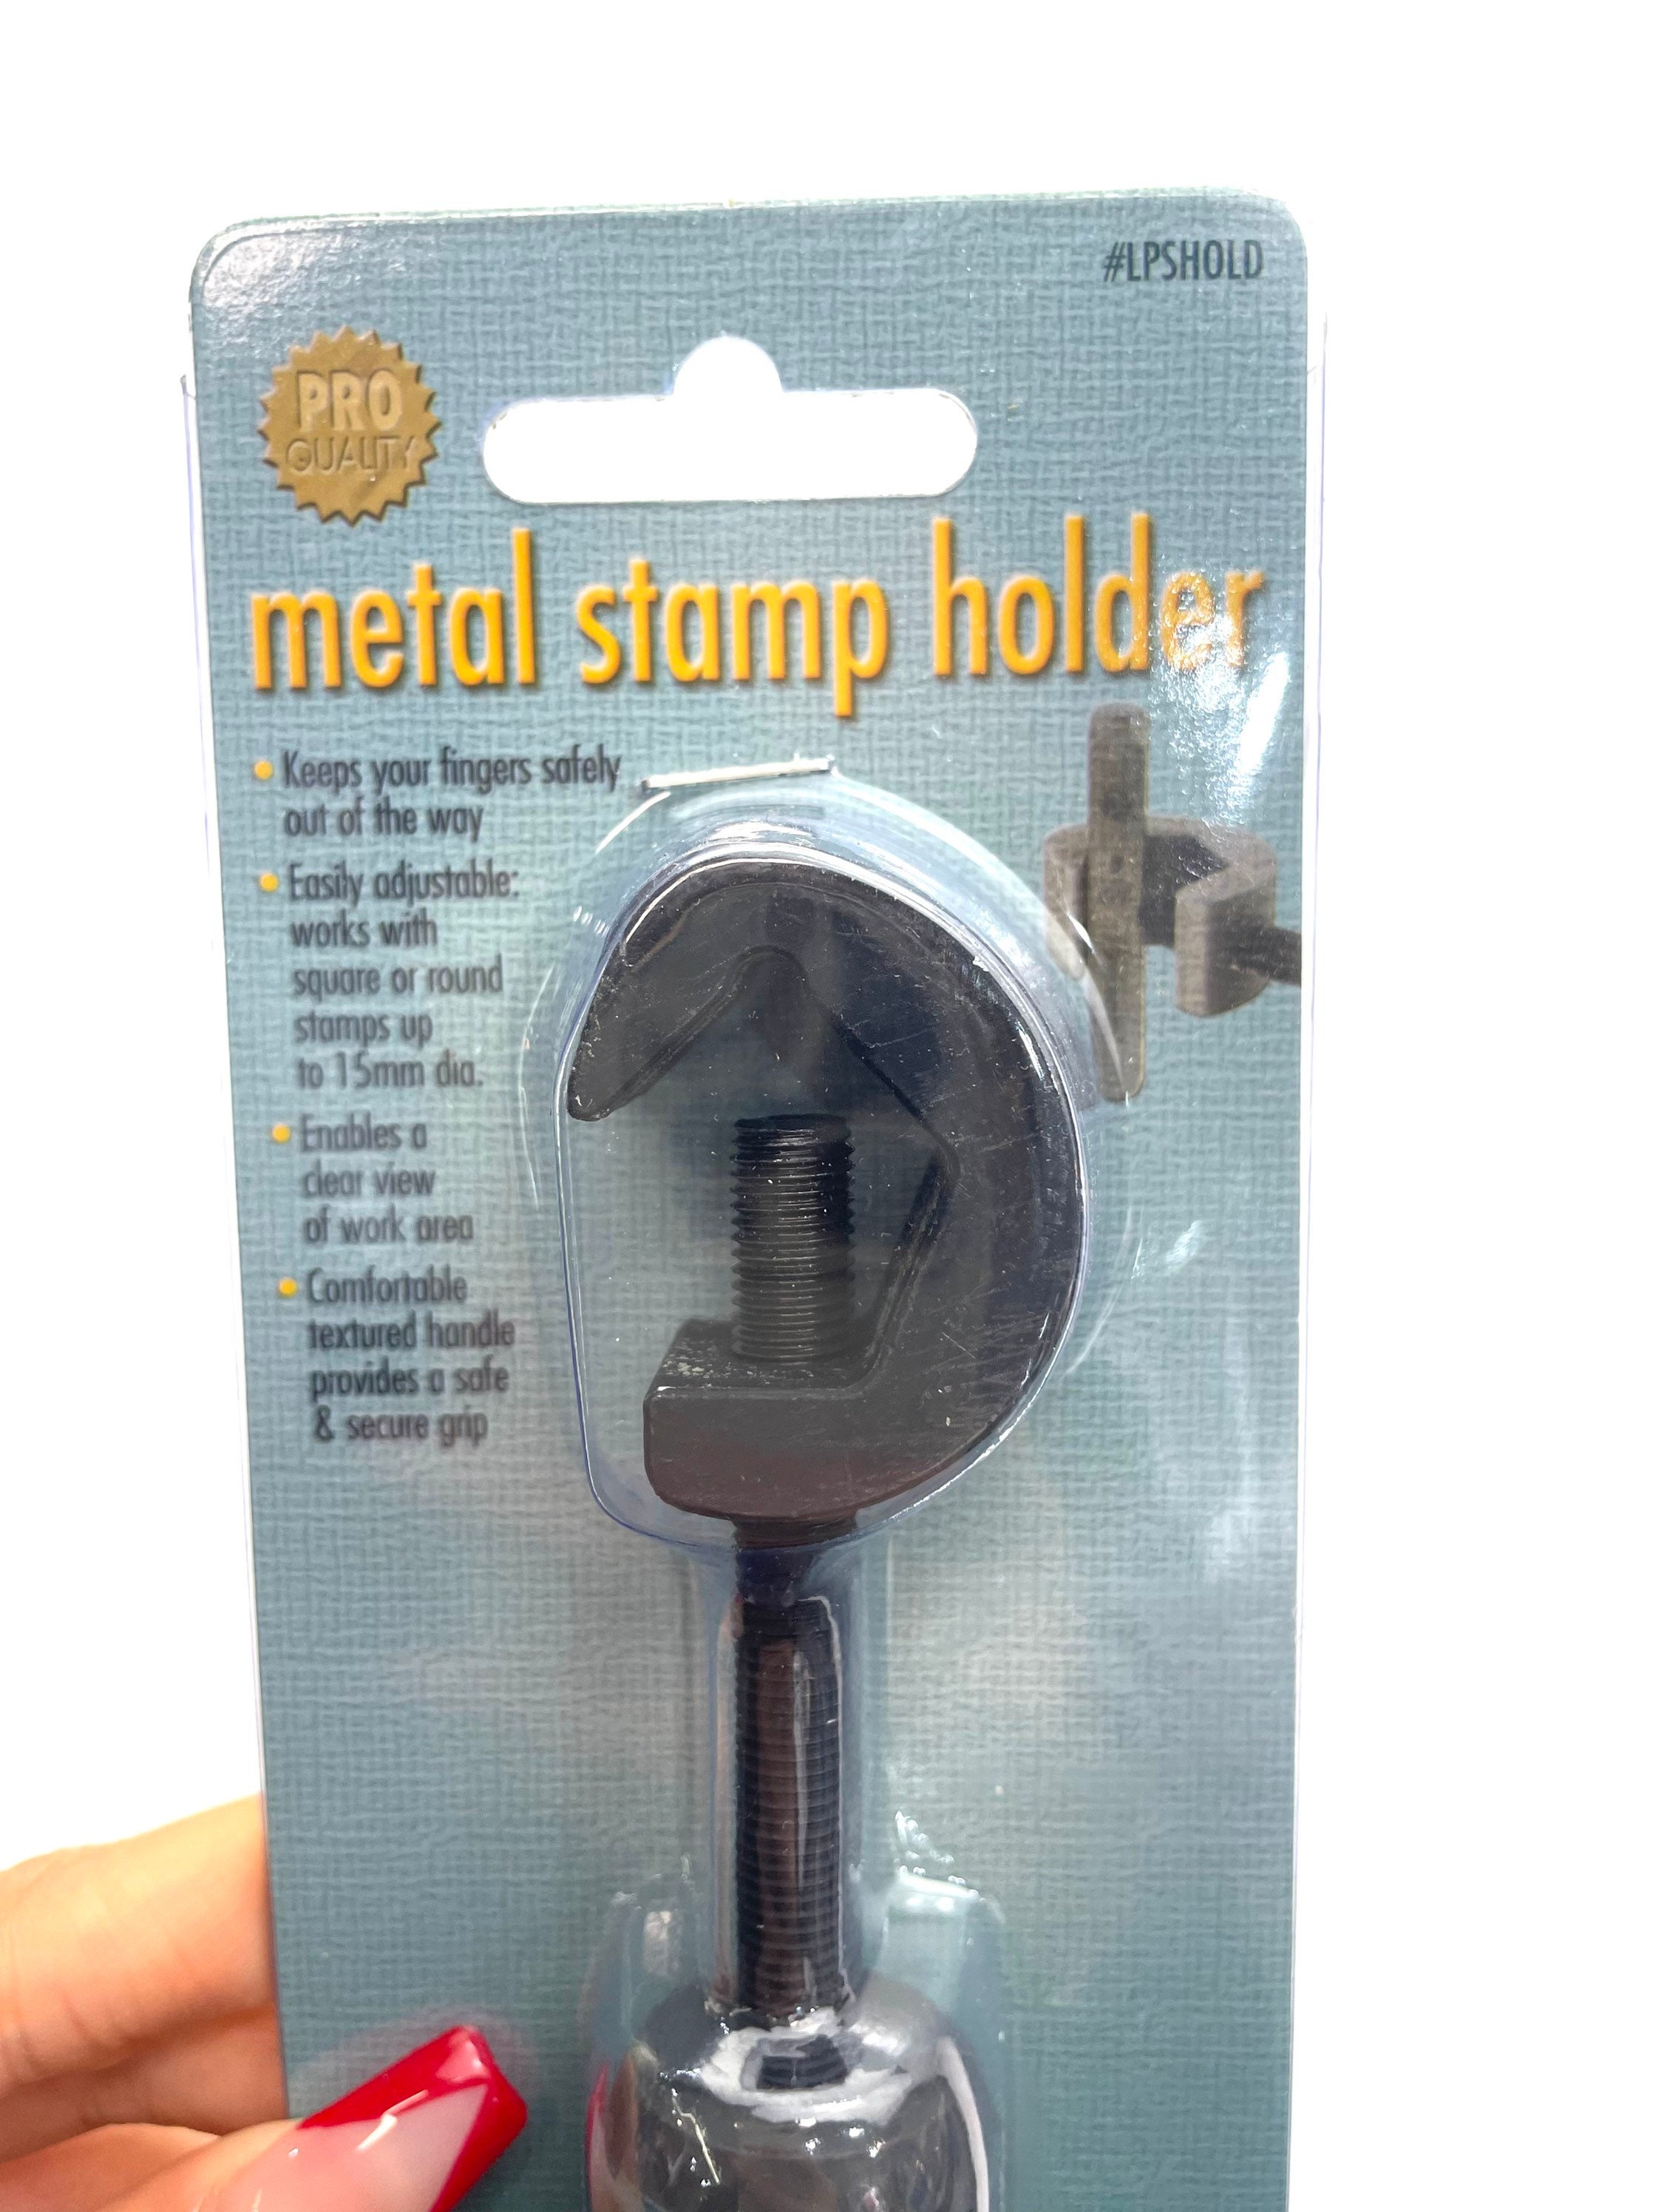 #LPSHOLD
PRO
QUALITY
metal stamp holder
• Keeps your fingers safely
out of the way
• Easily adjustable:
works with
square or round
stamps up
to 15mm dia.
• Enables a
clear view
of work area
• Comfortable
textured handle
provides a safe
& secure grip